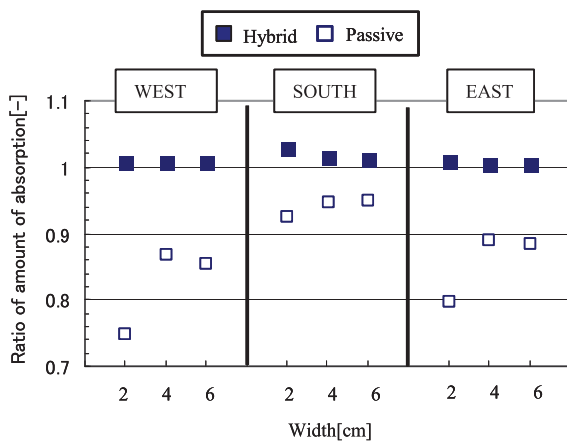 Hybrid Passive
WEST SOUTH EAST
Ratio of amount of absorption[-]
1.1
1
0.9
0.8
0.7
2 4 6 2 4 6 2 4 6
Width[cm]